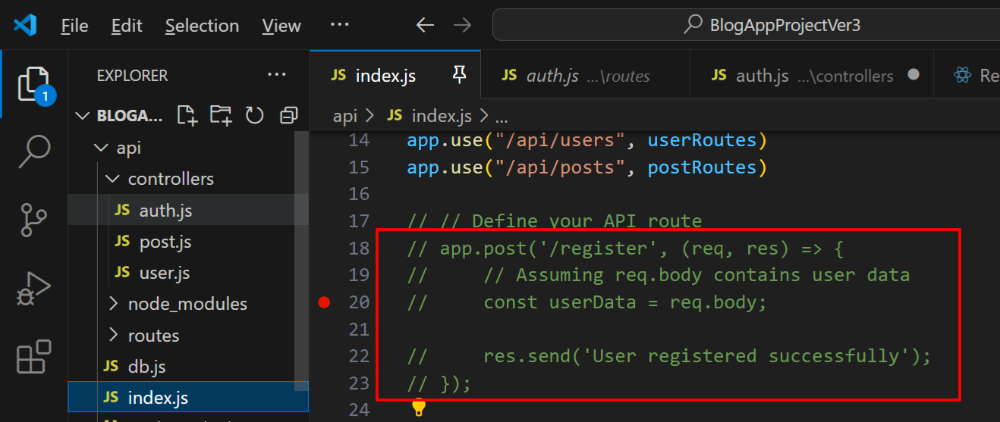 File Edit Selection View ... BlogAppProjectVer3
EXPLORER ...
1
BLOGA...
api
controllers
JS auth.js
JS post.js
JS user.js
node_modules
routes
JS db.js
JS index.js
JS index.js JS auth.js ...\routes JS auth.js ...\controllers Re
api > JS index.js > ...
14 app.use("/api/users", userRoutes)
15 app.use("/api/posts", postRoutes)
16
17 // // Define your API route
18 // app.post('/register', (req, res) => {
19 //     // Assuming req.body contains user data
20 //     const userData = req.body;
21
22 //     res.send('User registered successfully');
23 // });
24